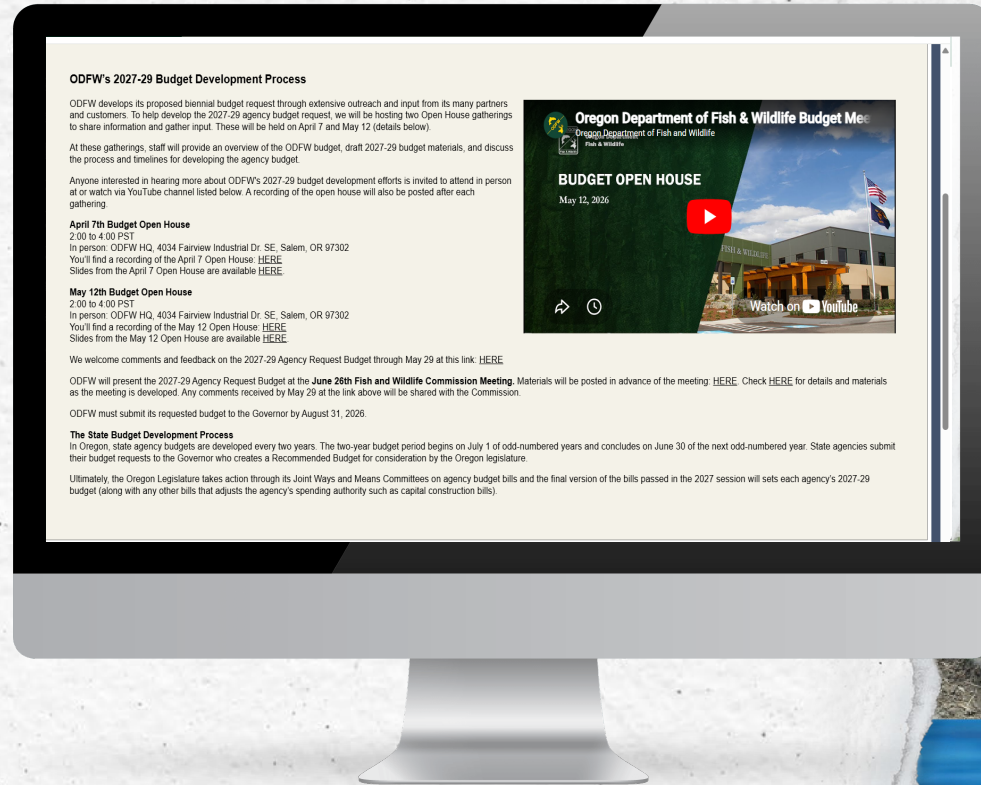 ODFW's 2027-29 Budget Development Process
ODFW develops its proposed biennial budget request through extensive outreach and input from its many partners
and customers. To help develop the 2027-29 agency budget request, we will be hosting two Open House gatherings
to share information and gather input. These will be held on April 7 and May 12 (details below).
At these gatherings, staff will provide an overview of the ODFW budget, draft 2027-29 budget materials, and discuss
the process and timelines for developing the agency budget.
Anyone interested in hearing more about ODFW's 2027-29 budget development efforts is invited to attend in person
at or watch via YouTube channel listed below. A recording of the open house will also be posted after each
gathering.
April 7th Budget Open House
2:00 to 4:00 PST
In person: ODFW HQ, 4034 Fairview Industrial Dr. SE, Salem, OR 97302
You'll find a recording of the April 7 Open House: HERE
Slides from the April 7 Open House are available HERE.
May 12th Budget Open House
2:00 to 4:00 PST
In person: ODFW HQ, 4034 Fairview Industrial Dr. SE, Salem, OR 97302
You'll find a recording of the May 12 Open House: HERE
Slides from the May 12 Open House are available HERE.
Oregon Department of Fish & Wildlife Budget Mee
Oregon Department of Fish and Wildlife
Oregon Department of
Fish & Wildlife
BUDGET OPEN HOUSE
May 12, 2026
FISH & WILDLIFE
Watch on YouTube
We welcome comments and feedback on the 2027-29 Agency Request Budget through May 29 at this link: HERE
ODFW will present the 2027-29 Agency Request Budget at the June 26th Fish and Wildlife Commission Meeting. Materials will be posted in advance of the meeting: HERE. Check HERE for details and materials
as the meeting is developed. Any comments received by May 29 at the link above will be shared with the Commission.
ODFW must submit its requested budget to the Governor by August 31, 2026.
The State Budget Development Process
In Oregon, state agency budgets are developed every two years. The two-year budget period begins on July 1 of odd-numbered years and concludes on June 30 of the next odd-numbered year. State agencies submit
their budget requests to the Governor who creates a Recommended Budget for consideration by the Oregon legislature.
Ultimately, the Oregon Legislature takes action through its Joint Ways and Means Committees on agency budget bills and the final version of the bills passed in the 2027 session will sets each agency's 2027-29
budget (along with any other bills that adjusts the agency's spending authority such as capital construction bills).